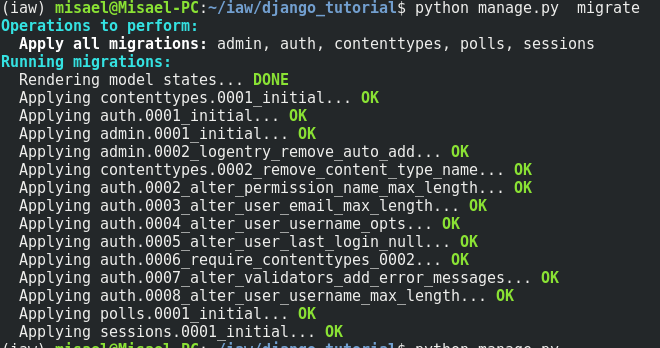 (iaw) misael@Misael-PC:~/iaw/django_tutorial$ python manage.py  migrate
Operations to perform:
  Apply all migrations: admin, auth, contenttypes, polls, sessions
Running migrations:
  Rendering model states... DONE
  Applying contenttypes.0001_initial... OK
  Applying auth.0001_initial... OK
  Applying admin.0001_initial... OK
  Applying admin.0002_logentry_remove_auto_add... OK
  Applying contenttypes.0002_remove_content_type_name... OK
  Applying auth.0002_alter_permission_name_max_length... OK
  Applying auth.0003_alter_user_email_max_length... OK
  Applying auth.0004_alter_user_username_opts... OK
  Applying auth.0005_alter_user_last_login_null... OK
  Applying auth.0006_require_contenttypes_0002... OK
  Applying auth.0007_alter_validators_add_error_messages... OK
  Applying auth.0008_alter_user_username_max_length... OK
  Applying polls.0001_initial... OK
  Applying sessions.0001_initial... OK
(iaw) misael@Misael-PC:~/iaw/django_tutorial$ python manage.py